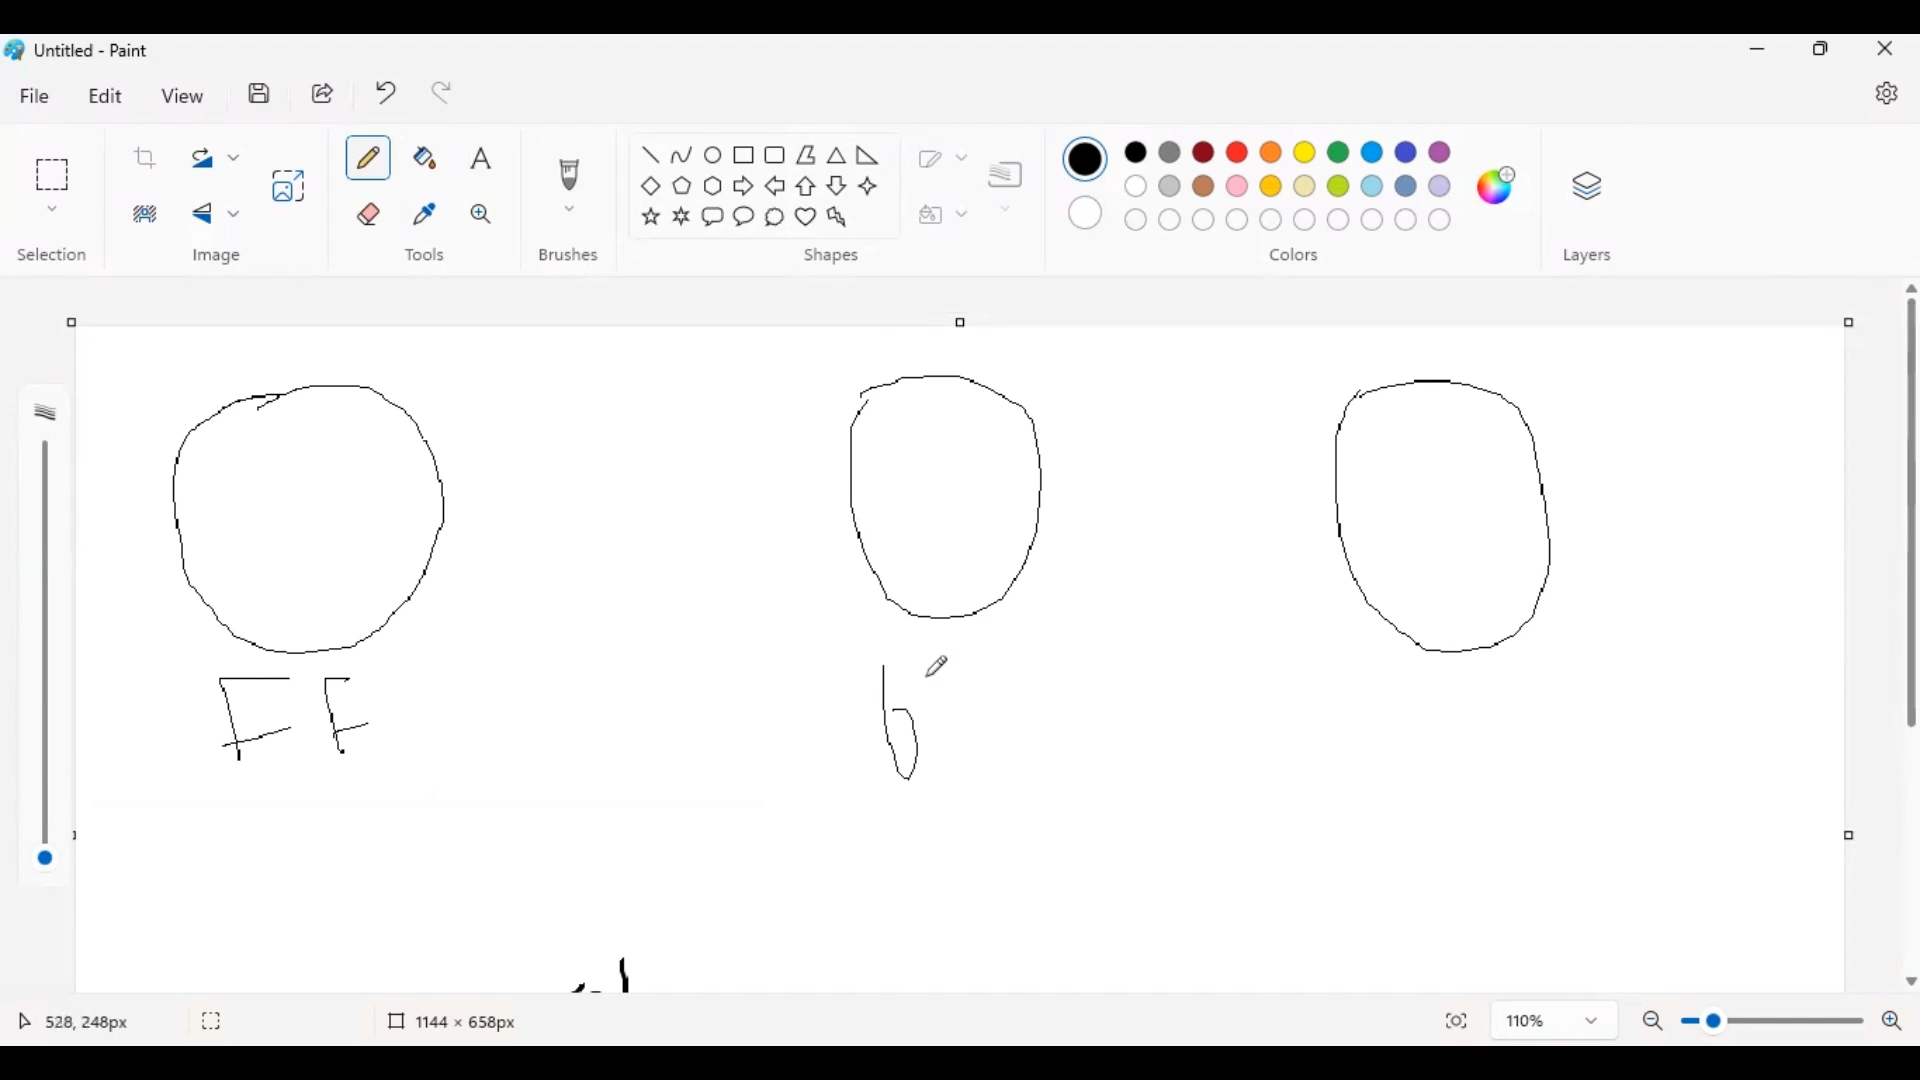 Untitled - Paint
File Edit View
Selection Image Tools Brushes Shapes Colors Layers
FF b
528, 248px 1144 × 658px 110%